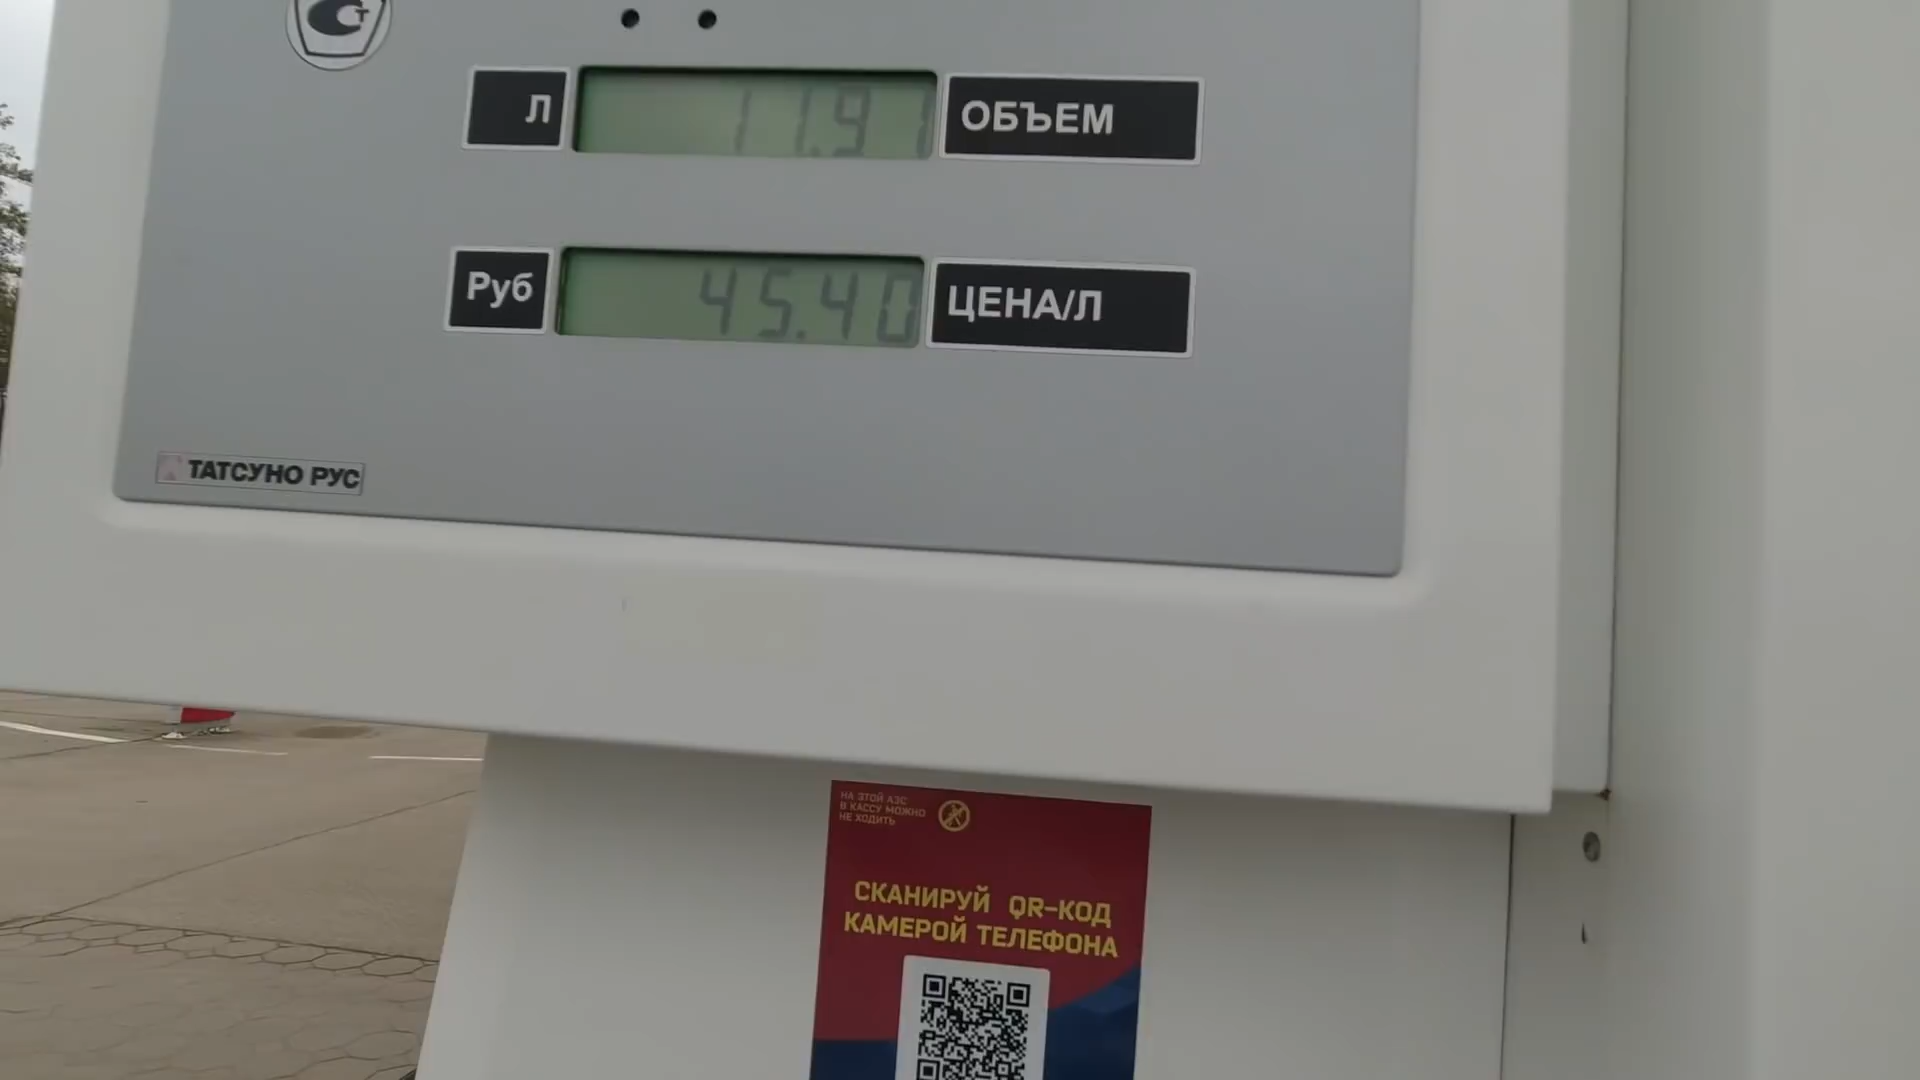 Л 11.91 ОБЪЕМ
Руб 45.40 ЦЕНА/Л
ТАТСУНО РУС
НА ЭТОЙ АЗС
В КАССУ МОЖНО
НЕ ХОДИТЬ
СКАНИРУЙ QR-КОД
КАМЕРОЙ ТЕЛЕФОНА